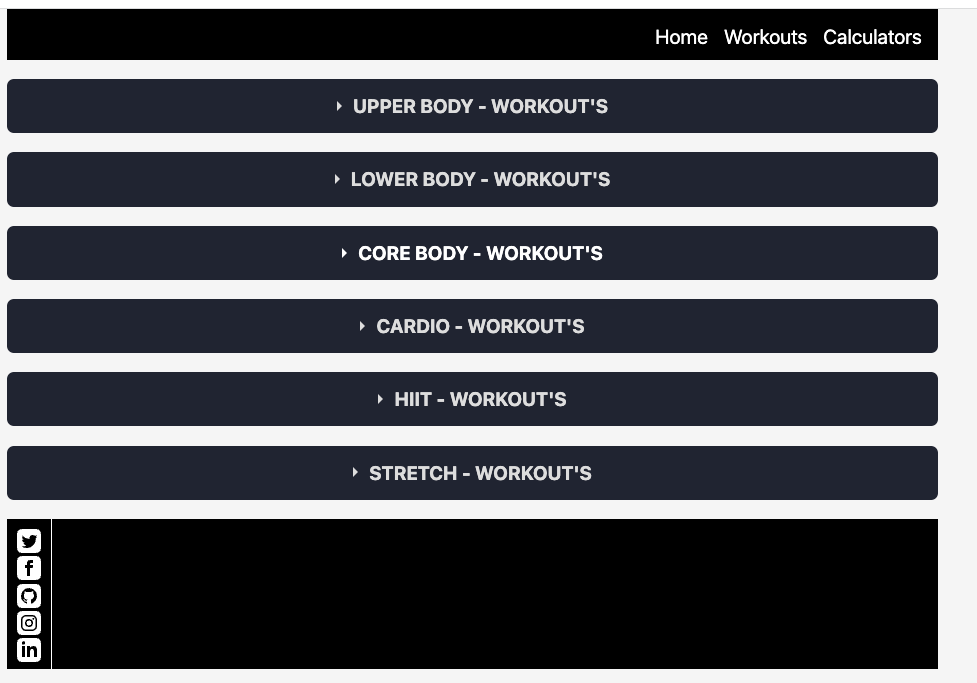 Home Workouts Calculators
UPPER BODY - WORKOUT'S
LOWER BODY - WORKOUT'S
CORE BODY - WORKOUT'S
CARDIO - WORKOUT'S
HIIT - WORKOUT'S
STRETCH - WORKOUT'S